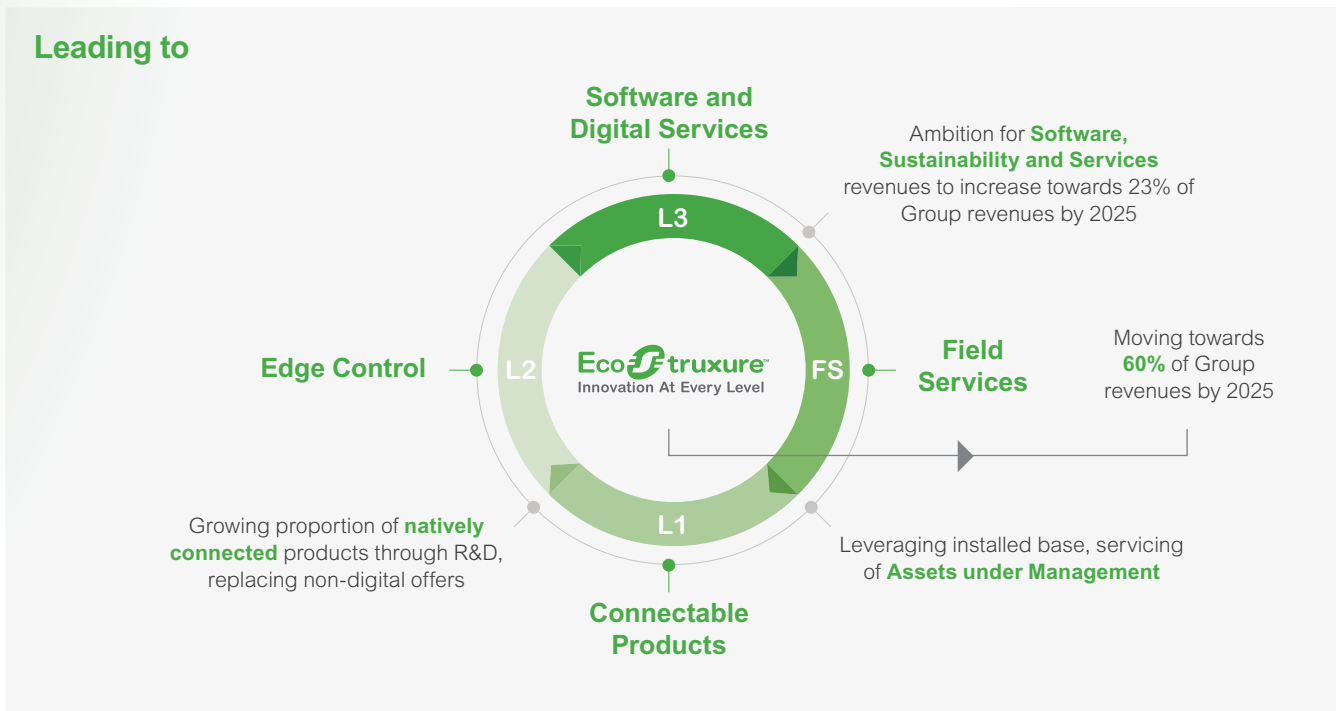 Leading to
Software and
Digital Services
Ambition for Software,
Sustainability and Services
revenues to increase towards 23% of
Group revenues by 2025
L3
Edge Control
L2
EcoStruxure™
Innovation At Every Level
FS
Field
Services
Moving towards
60% of Group
revenues by 2025
Growing proportion of natively
connected products through R&D,
replacing non-digital offers
L1
Leveraging installed base, servicing
of Assets under Management
Connectable
Products